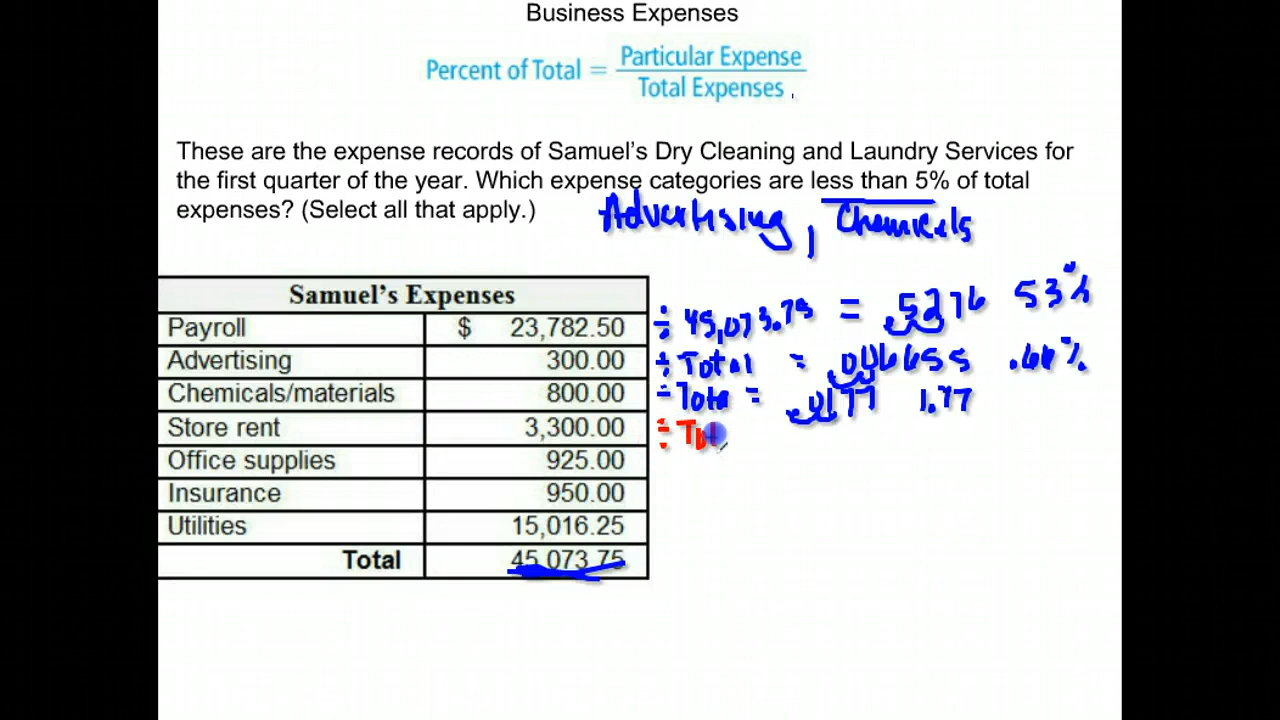 Business Expenses
Percent of Total = Particular Expense / Total Expenses
These are the expense records of Samuel's Dry Cleaning and Laundry Services for
the first quarter of the year. Which expense categories are less than 5% of total
expenses? (Select all that apply.) Advertising, Chemicals
Samuel's Expenses
Payroll $ 23,782.50 ÷ 45,073.75 = .5276 53%
Advertising 300.00 ÷ Total = .006655 .66%
Chemicals/materials 800.00 ÷ Total = .0177 1.77
Store rent 3,300.00 ÷ Tot
Office supplies 925.00
Insurance 950.00
Utilities 15,016.25
Total 45,073.75